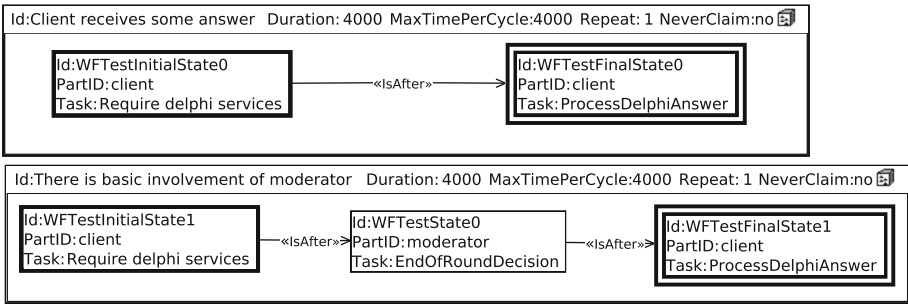 Id:Client receives some answer Duration: 4000 MaxTimePerCycle:4000 Repeat: 1 NeverClaim:no
Id:WFTestInitialState0
PartID:client
Task:Require delphi services
«IsAfter»
Id:WFTestFinalState0
PartID:client
Task:ProcessDelphiAnswer
Id:There is basic involvement of moderator Duration: 4000 MaxTimePerCycle:4000 Repeat: 1 NeverClaim:no
Id:WFTestInitialState1
PartID:client
Task:Require delphi services
«IsAfter»
Id:WFTestState0
PartID:moderator
Task:EndOfRoundDecision
«IsAfter»
Id:WFTestFinalState1
PartID:client
Task:ProcessDelphiAnswer